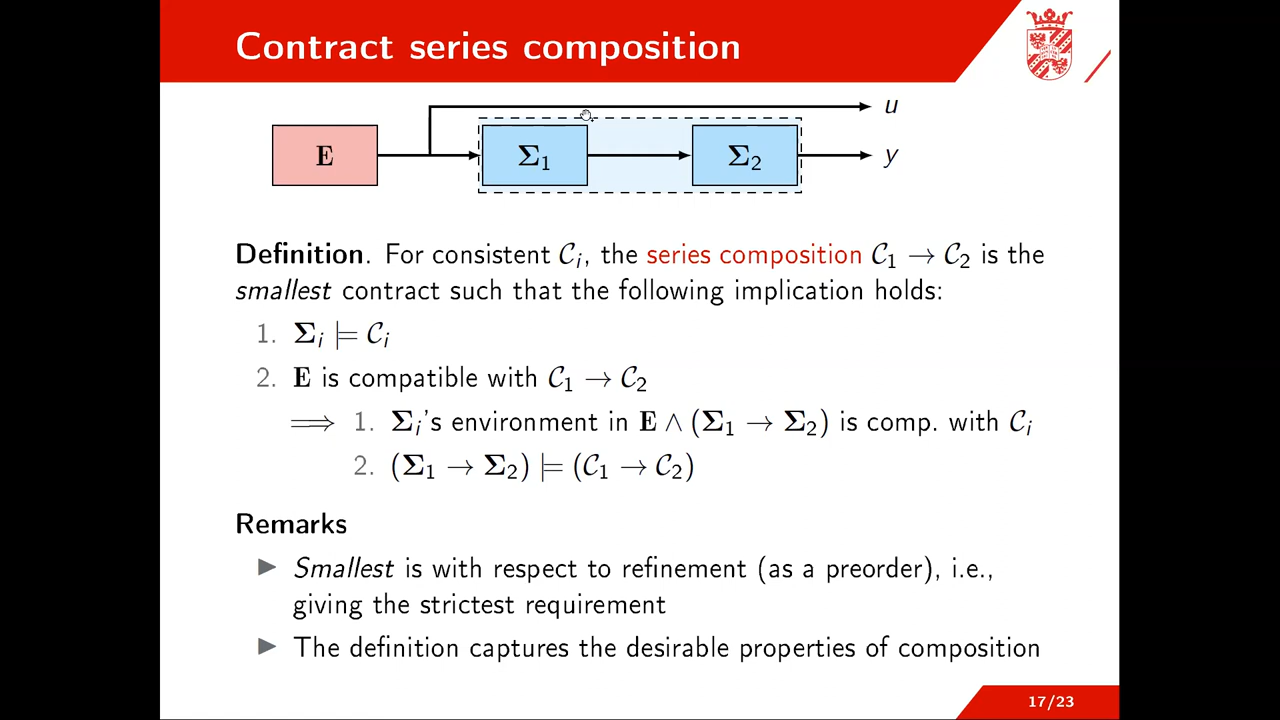 Contract series composition
u
E Σ₁ Σ₂ y
Definition. For consistent 𝒞ᵢ, the series composition 𝒞₁ → 𝒞₂ is the
smallest contract such that the following implication holds:
1. Σᵢ ⊨ 𝒞ᵢ
2. E is compatible with 𝒞₁ → 𝒞₂
⟹ 1. Σᵢ's environment in E ∧ (Σ₁ → Σ₂) is comp. with 𝒞ᵢ
2. (Σ₁ → Σ₂) ⊨ (𝒞₁ → 𝒞₂)
Remarks
▶ Smallest is with respect to refinement (as a preorder), i.e.,
giving the strictest requirement
▶ The definition captures the desirable properties of composition
17/23